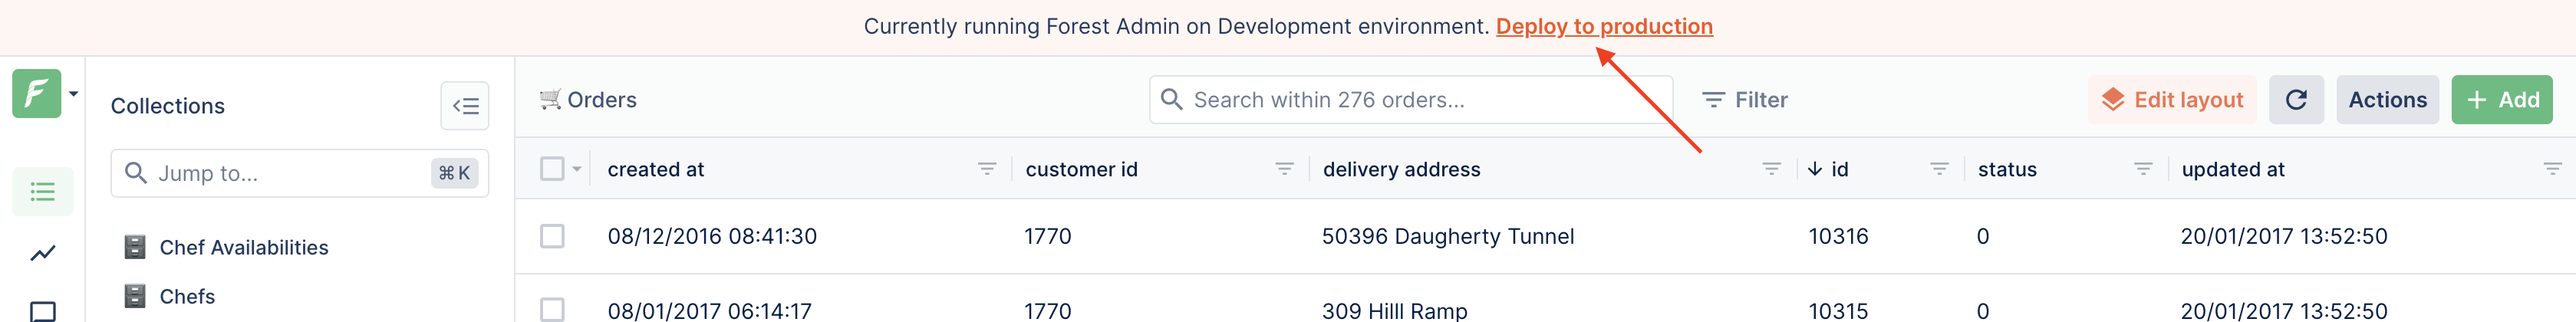 Currently running Forest Admin on Development environment. Deploy to production
Collections
Jump to...
⌘K
Chef Availabilities
Chefs
Orders
Search within 276 orders...
Filter
Edit layout
Actions
+ Add
created at customer id delivery address ↓ id status updated at
08/12/2016 08:41:30 1770 50396 Daugherty Tunnel 10316 0 20/01/2017 13:52:50
08/01/2017 06:14:17 1770 309 Hilll Ramp 10315 0 20/01/2017 13:52:50